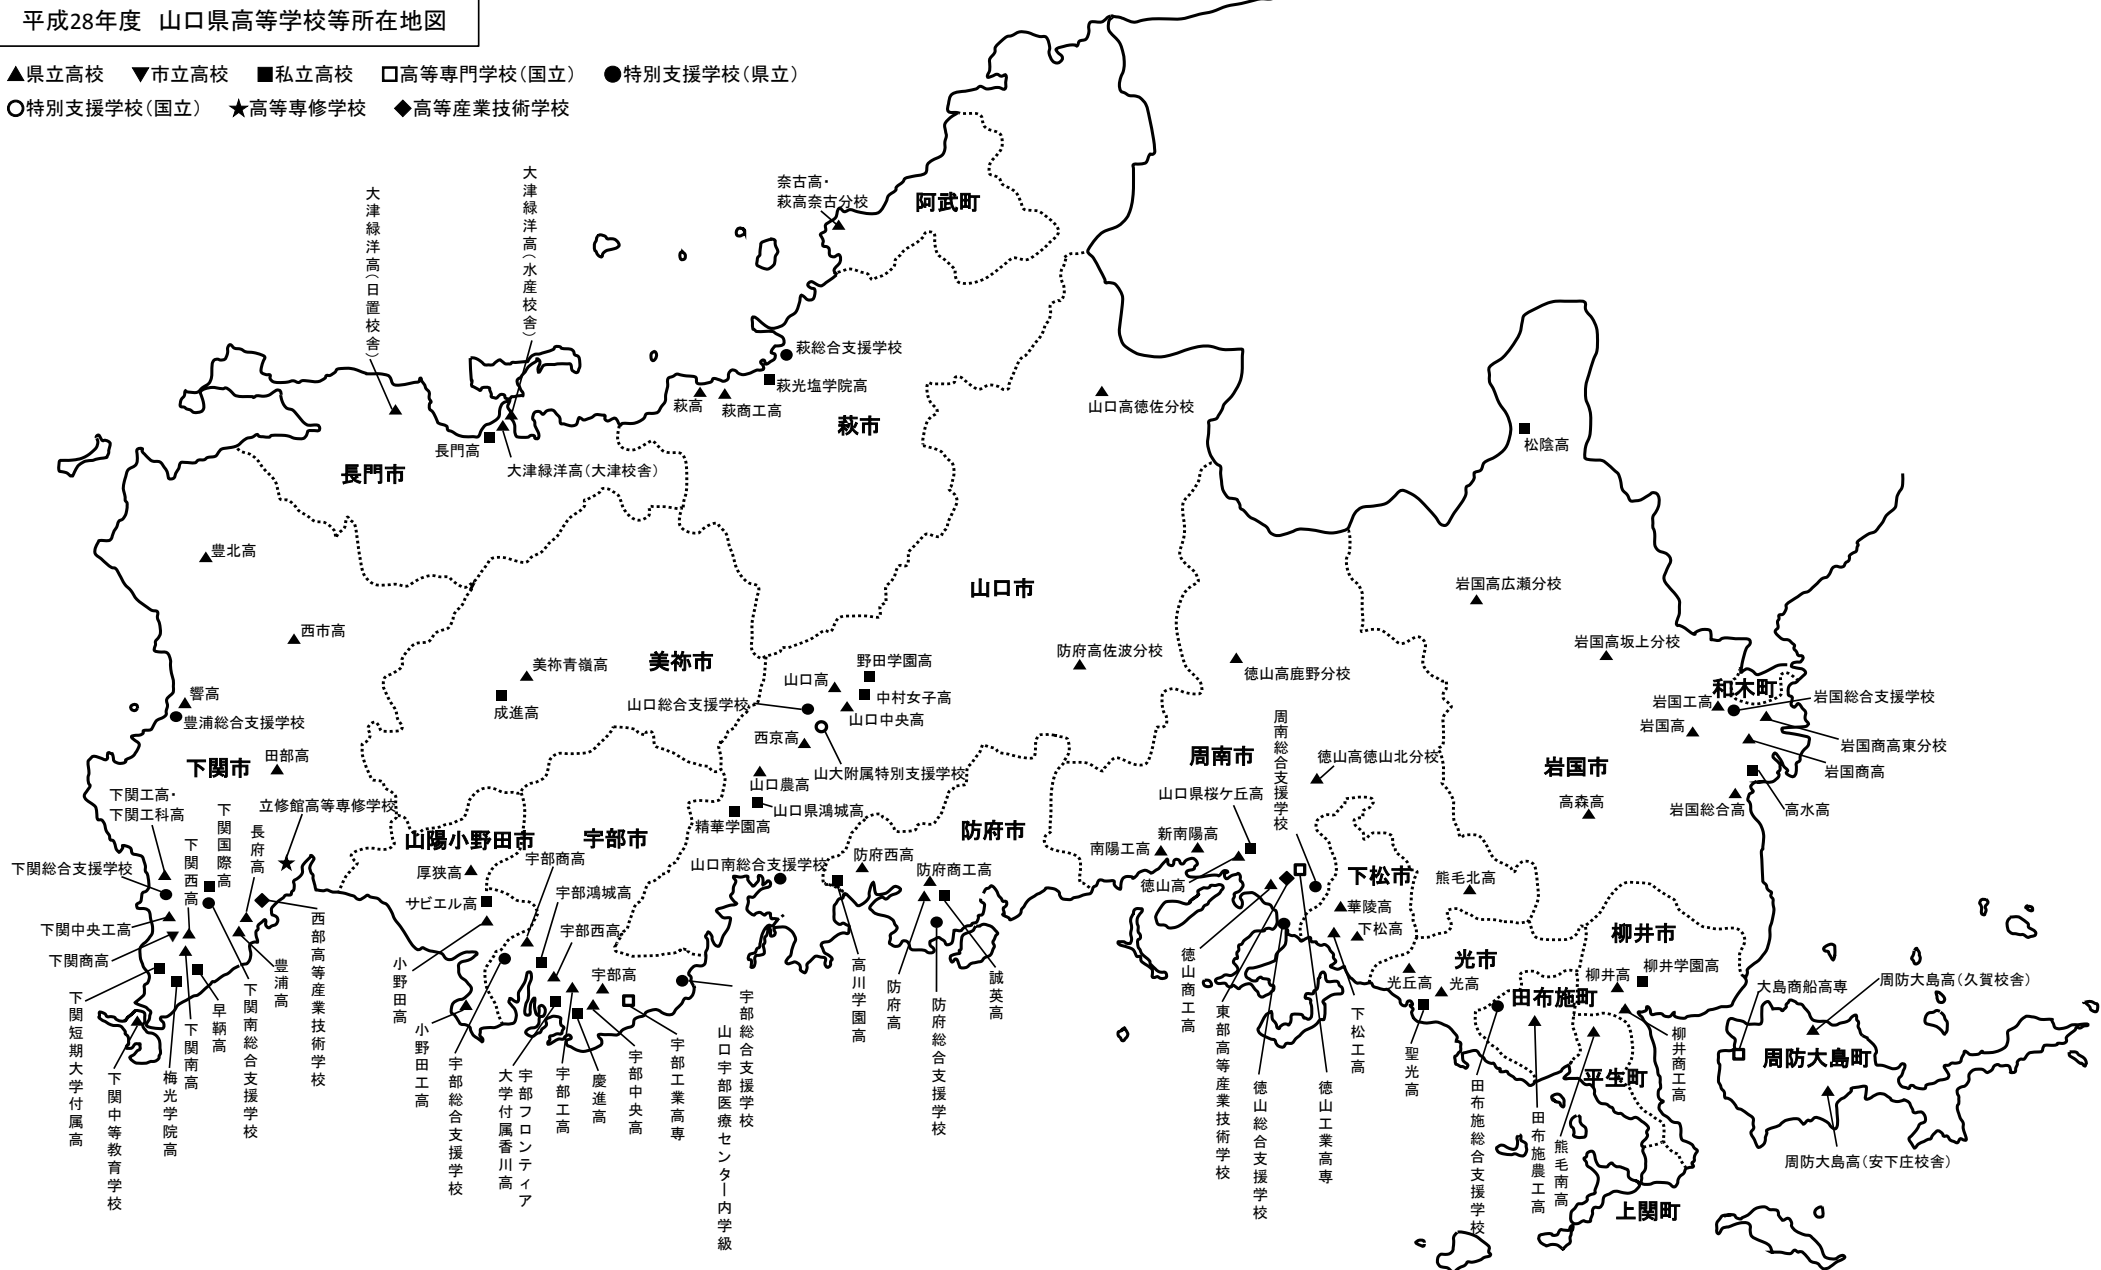 平成28年度 山口県高等学校等所在地図
▲県立高校 ▼市立高校 ■私立高校 □高等専門学校(国立) ●特別支援学校(県立)
○特別支援学校(国立) ★高等専修学校 ◆高等産業技術学校
大津緑洋高(日置校舎)
大津緑洋高(水産校舎)
奈古高・
萩高奈古分校
阿武町
萩総合支援学校
萩光塩学院高
萩高
萩商工高
萩市
山口高徳佐分校
長門高
大津緑洋高(大津校舎)
長門市
松陰高
豊北高
西市高
山口市
岩国高広瀬分校
岩国高坂上分校
美祢青嶺高
美祢市
成進高
野田学園高
山口高
中村女子高
山口総合支援学校
山口中央高
西京高
山大附属特別支援学校
山口農高
山口県鴻城高
精華学園高
防府高佐波分校
徳山高鹿野分校
和木町
岩国工高
岩国総合支援学校
岩国高
岩国商高東分校
岩国商高
岩国市
岩国総合高
高水高
高森高
響高
豊浦総合支援学校
下関市
田部高
下関工高・
下関工科高
下関国際高
立修館高等専修学校
長府高
下関西高
下関総合支援学校
下関中央工高
下関商高
下関短期大学付属高
下関中等教育学校
梅光学院高
下関南高
早鞆高
下関南総合支援学校
豊浦高
西部高等産業技術学校
山陽小野田市
宇部市
厚狭高
宇部商高
サビエル高
宇部鴻城高
宇部西高
宇部高
小野田高
小野田工高
宇部総合支援学校
宇部フロンティア
大学付属香川高
宇部工高
慶進高
宇部中央高
宇部工業高専
宇部総合支援学校
山口宇部医療センター内学級
山口南総合支援学校
防府市
防府西高
防府商工高
高川学園高
防府高
防府総合支援学校
誠英高
周南市
周南総合支援学校
徳山高徳山北分校
山口県桜ケ丘高
新南陽高
南陽工高
徳山高
徳山商工高
東部高等産業技術学校
徳山総合支援学校
徳山工業高専
下松市
華陵高
下松高
下松工高
熊毛北高
光市
光丘高
光高
聖光高
柳井市
柳井高
柳井学園高
柳井商工高
田布施町
田布施総合支援学校
田布施農工高
熊毛南高
平生町
上関町
大島商船高専
周防大島高(久賀校舎)
周防大島町
周防大島高(安下庄校舎)